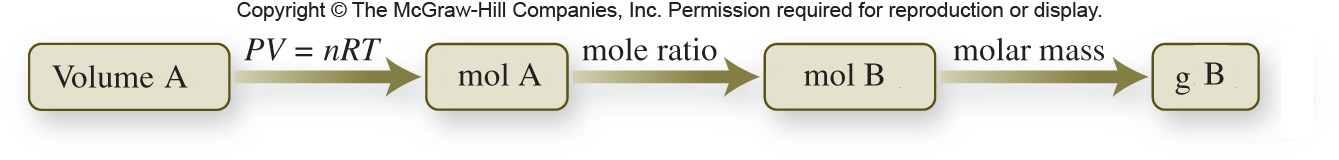 Copyright © The McGraw-Hill Companies, Inc. Permission required for reproduction or display.
Volume A PV = nRT mol A mole ratio mol B molar mass g B